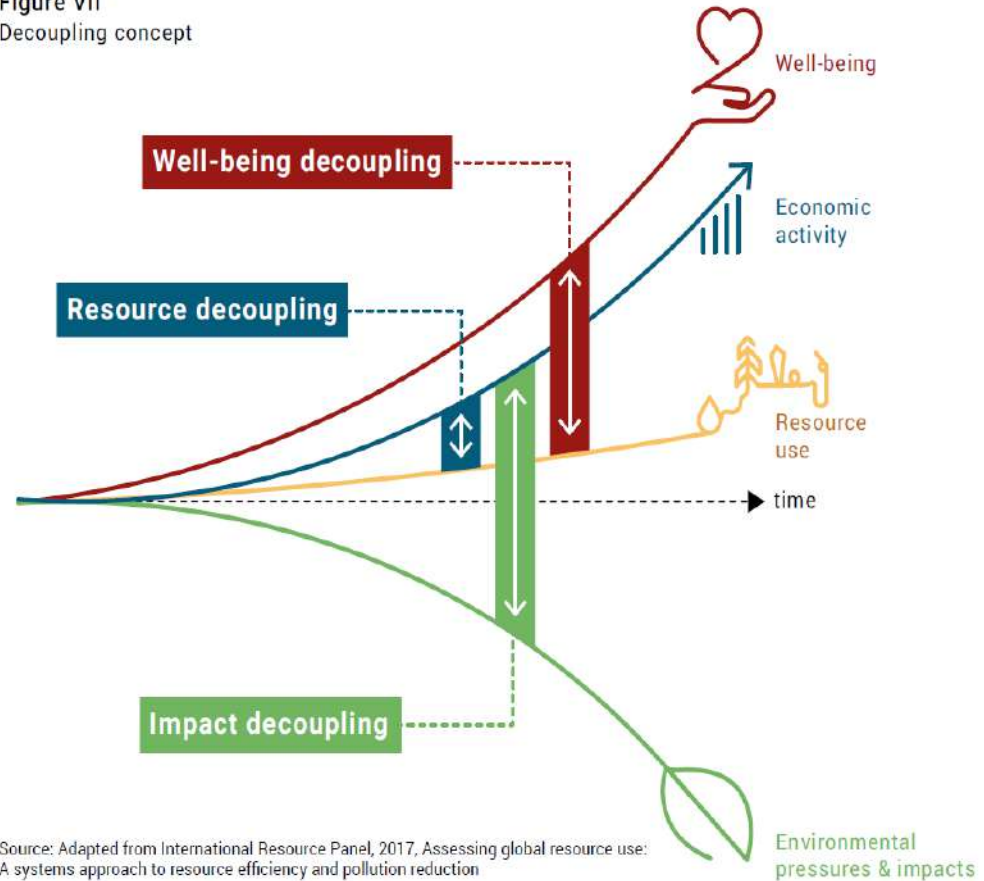 Figure VII
Decoupling concept
Well-being
Well-being decoupling
Economic
activity
Resource decoupling
Resource
use
time
Impact decoupling
Source: Adapted from International Resource Panel, 2017, Assessing global resource use:
A systems approach to resource efficiency and pollution reduction
Environmental
pressures & impacts